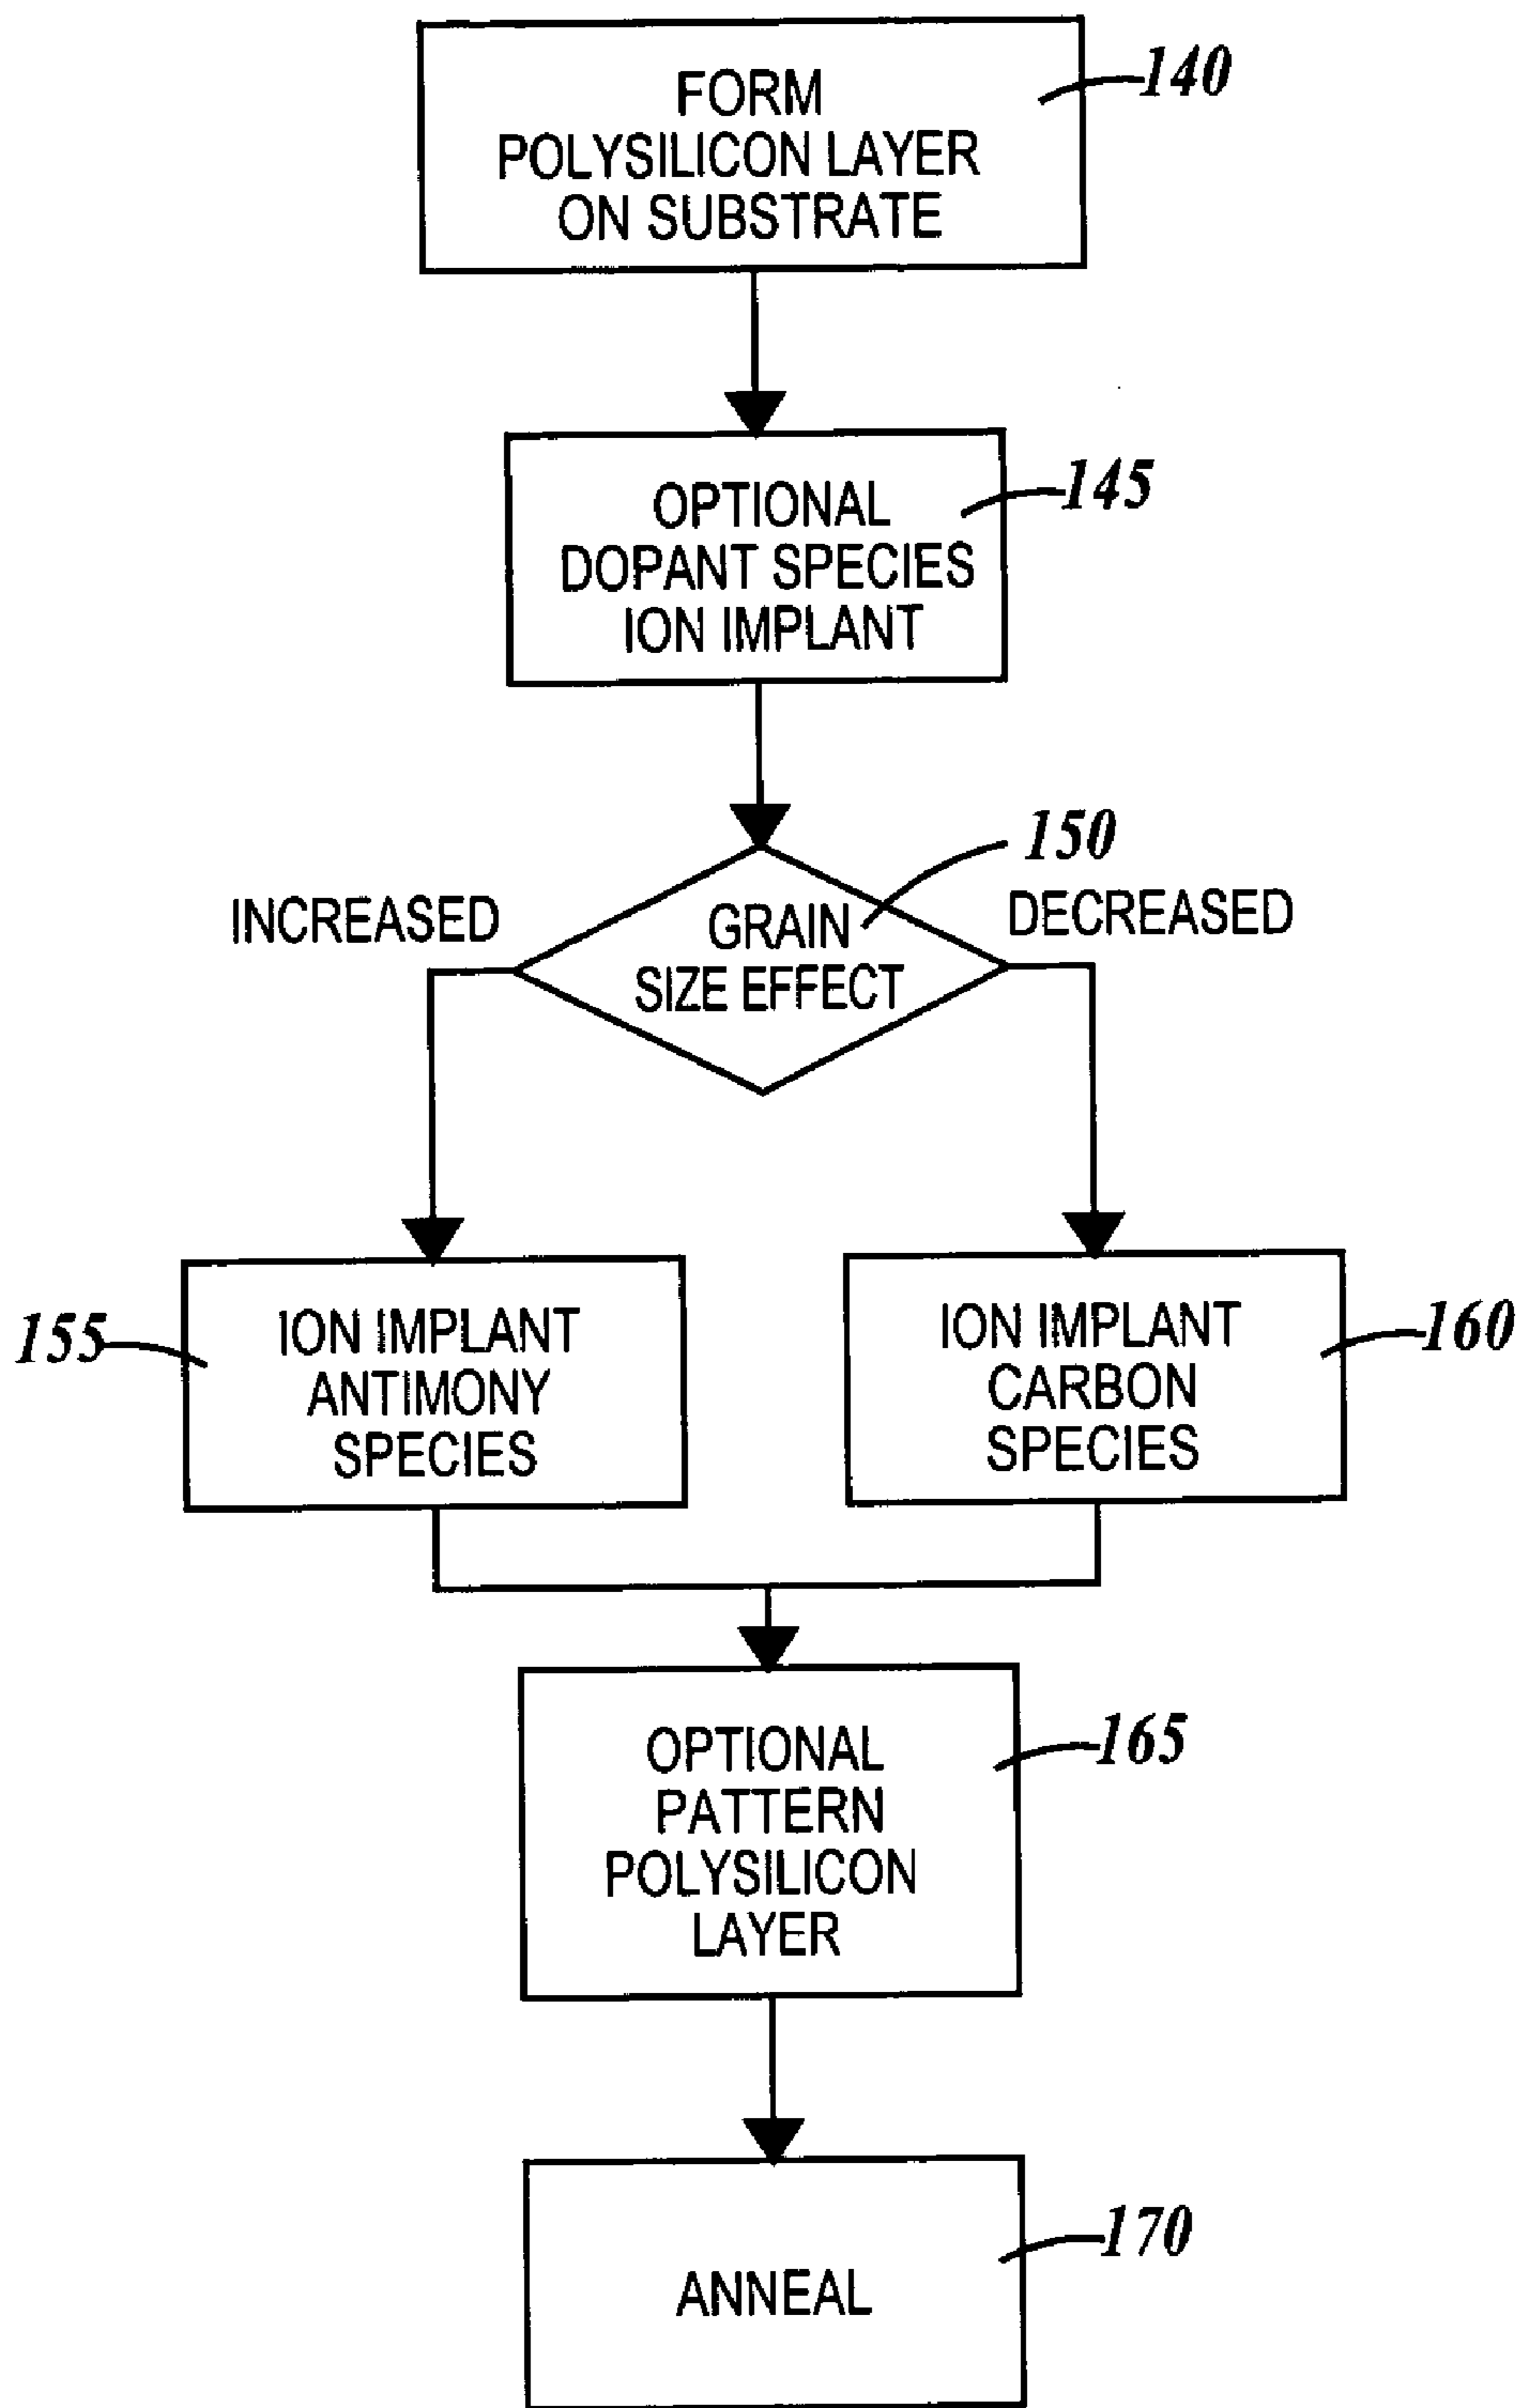 FORM
POLYSILICON LAYER
ON SUBSTRATE
140
OPTIONAL
DOPANT SPECIES
ION IMPLANT
145
150
INCREASED
GRAIN
SIZE EFFECT
DECREASED
155
ION IMPLANT
ANTIMONY
SPECIES
ION IMPLANT
CARBON
SPECIES
160
OPTIONAL
PATTERN
POLYSILICON
LAYER
165
ANNEAL
170